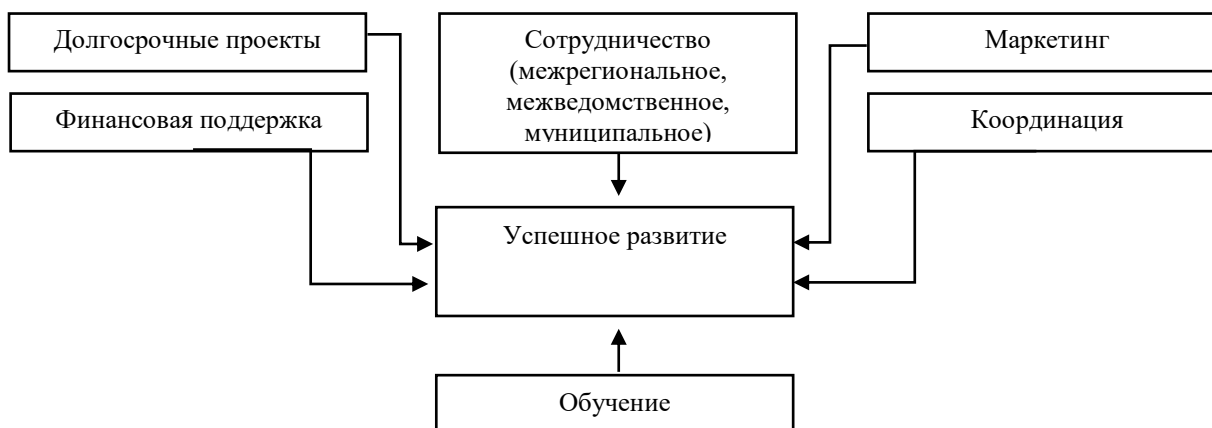 Долгосрочные проекты
Сотрудничество
(межрегиональное,
межведомственное,
муниципальное)
Маркетинг
Финансовая поддержка
Координация
Успешное развитие
Обучение